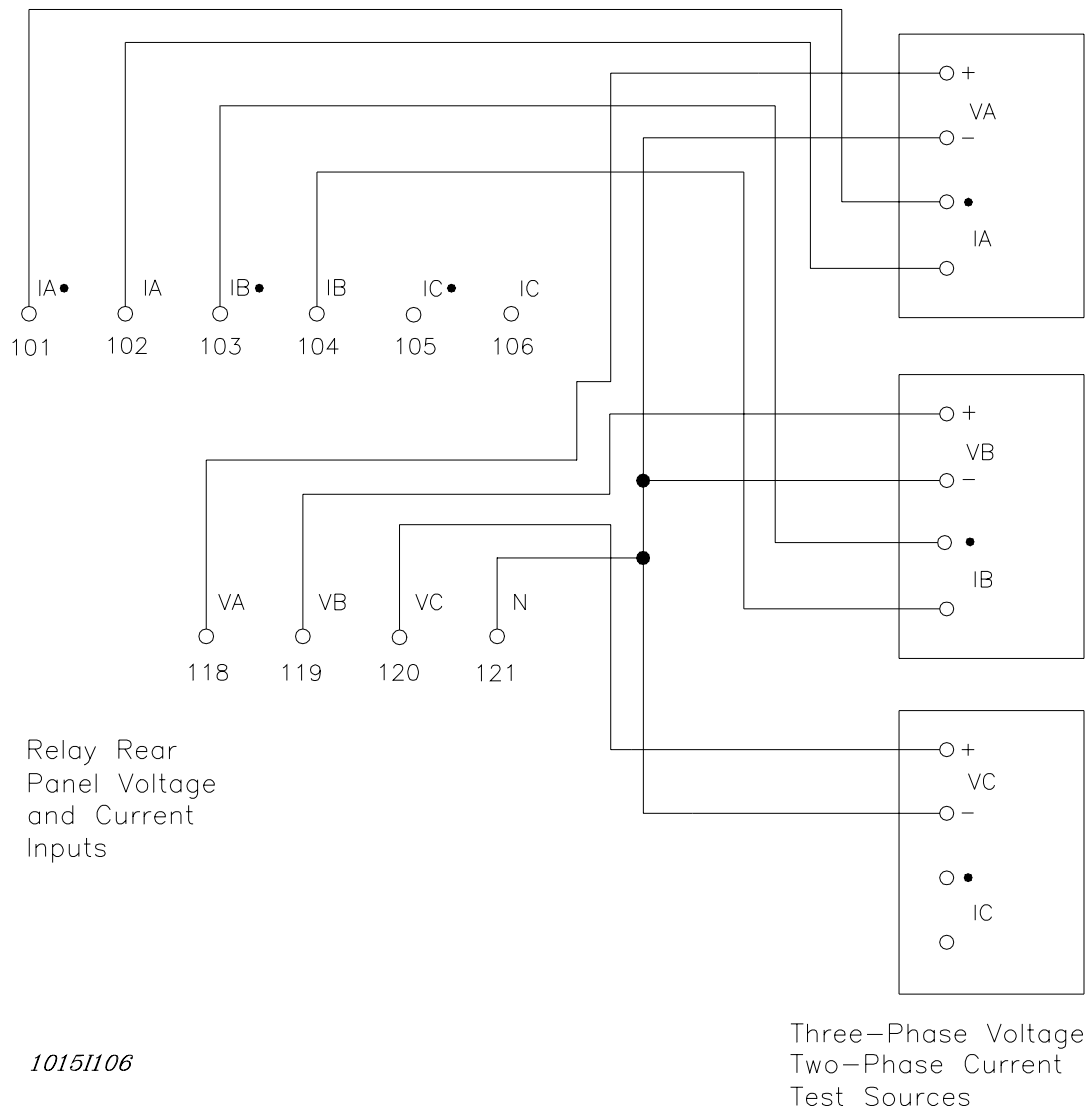 +
VA
−
•
IA
IA• IA IB• IB IC• IC
101 102 103 104 105 106
+
VB
−
•
IB
VA VB VC N
118 119 120 121
Relay Rear
Panel Voltage
and Current
Inputs
+
VC
−
•
IC
Three−Phase Voltage
Two−Phase Current
Test Sources
1015I106